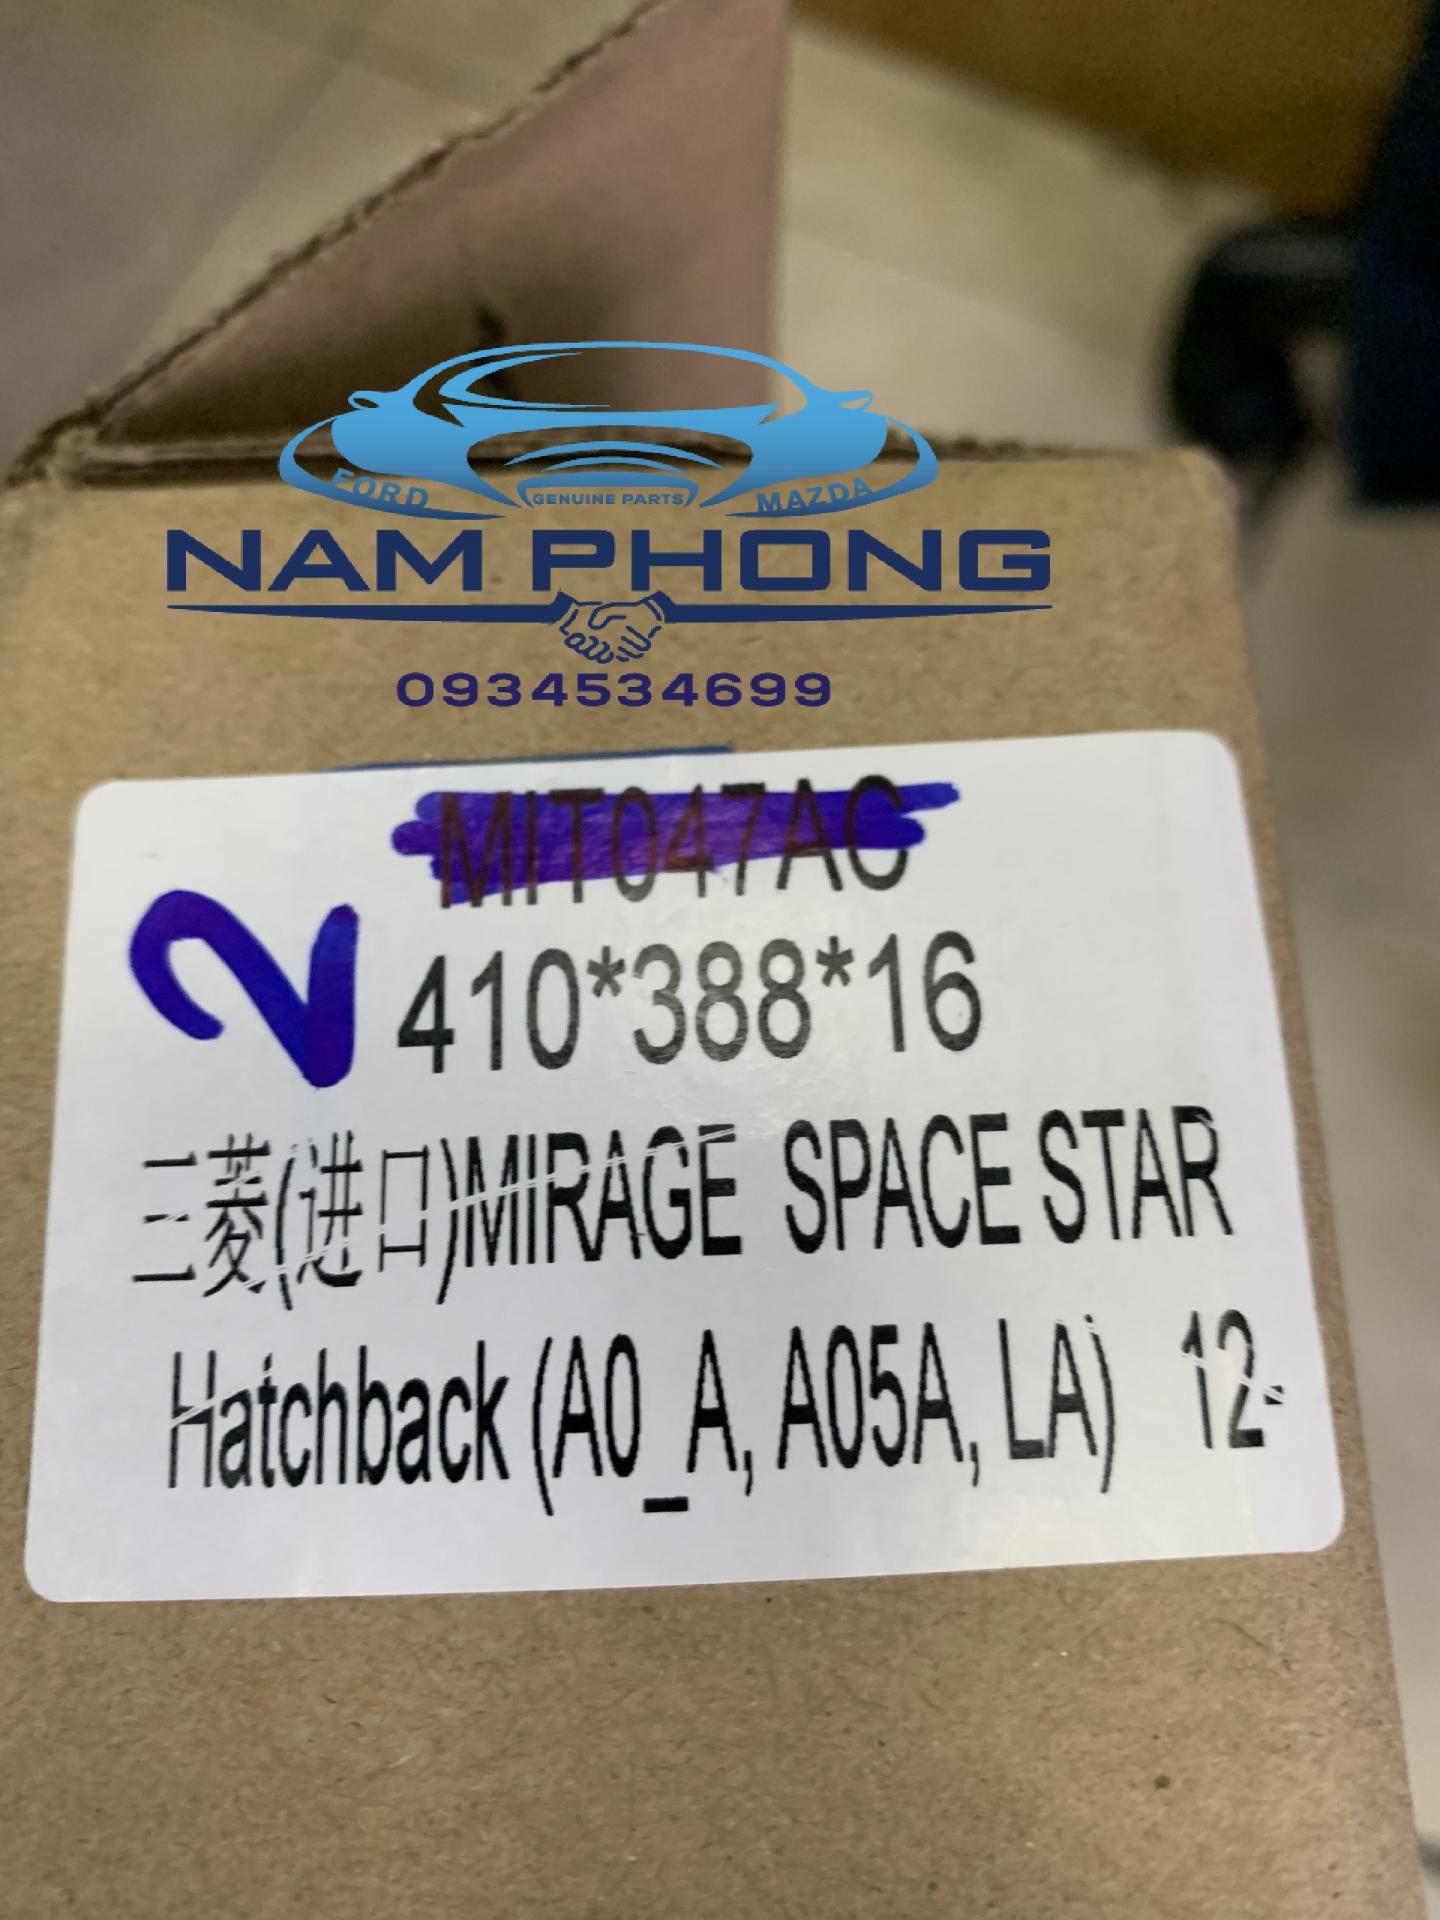 FORD
GENUINE PARTS
MAZDA
NAM PHONG
0934534699
MIT047AC
2
410*388*16
三菱(进口)MIRAGE SPACE STAR
Hatchback (A0_A, A05A, LA) 12-